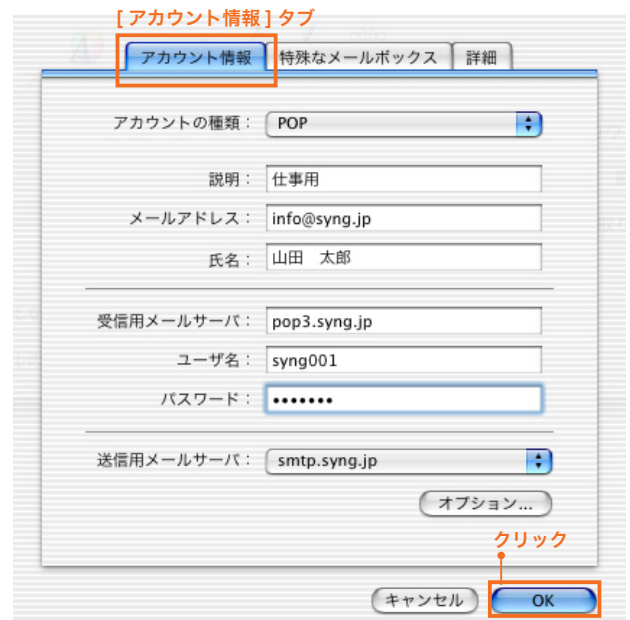 [ アカウント情報 ] タブ
アカウント情報 特殊なメールボックス 詳細
アカウントの種類： POP
説明： 仕事用
メールアドレス： info@syng.jp
氏名： 山田　太郎
受信用メールサーバ： pop3.syng.jp
ユーザ名： syng001
パスワード： •••••••
送信用メールサーバ： smtp.syng.jp
オプション...
クリック
キャンセル OK